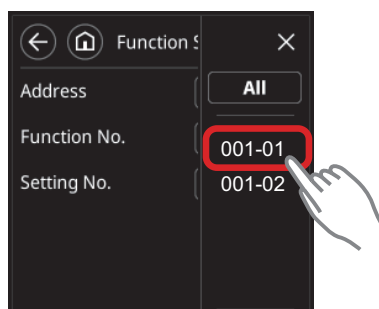 Function S
Address
Function No.
Setting No.
All
001-01
001-02